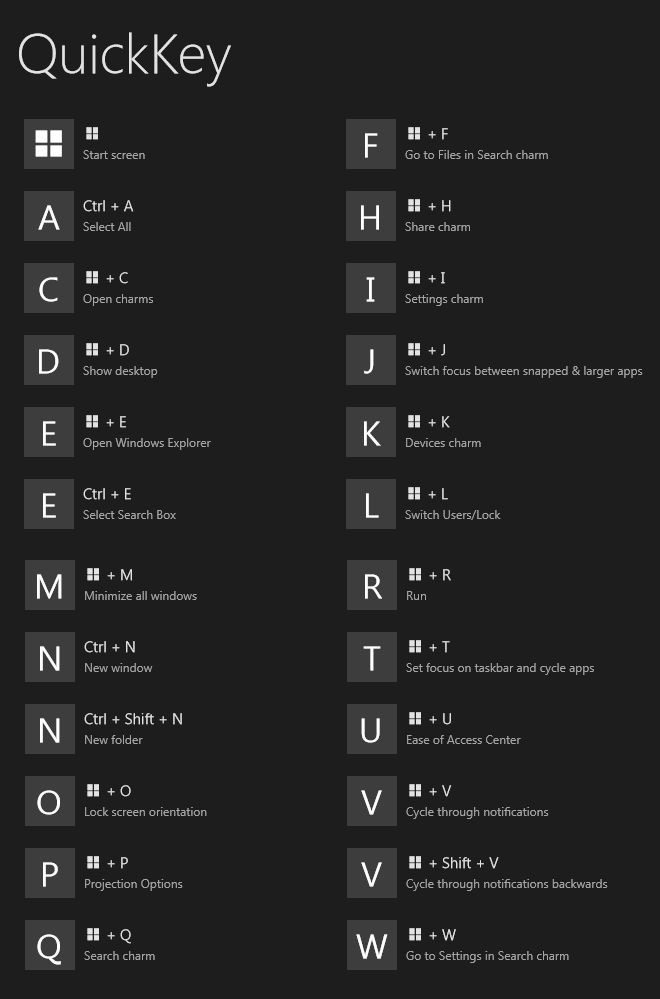 QuickKey
Start screen
A
Ctrl + A
Select All
C
+ C
Open charms
D
+ D
Show desktop
E
+ E
Open Windows Explorer
E
Ctrl + E
Select Search Box
M
+ M
Minimize all windows
N
Ctrl + N
New window
N
Ctrl + Shift + N
New folder
O
+ O
Lock screen orientation
P
+ P
Projection Options
Q
+ Q
Search charm
F
+ F
Go to Files in Search charm
H
+ H
Share charm
I
+ I
Settings charm
J
+ J
Switch focus between snapped & larger apps
K
+ K
Devices charm
L
+ L
Switch Users/Lock
R
+ R
Run
T
+ T
Set focus on taskbar and cycle apps
U
+ U
Ease of Access Center
V
+ V
Cycle through notifications
V
+ Shift + V
Cycle through notifications backwards
W
+ W
Go to Settings in Search charm